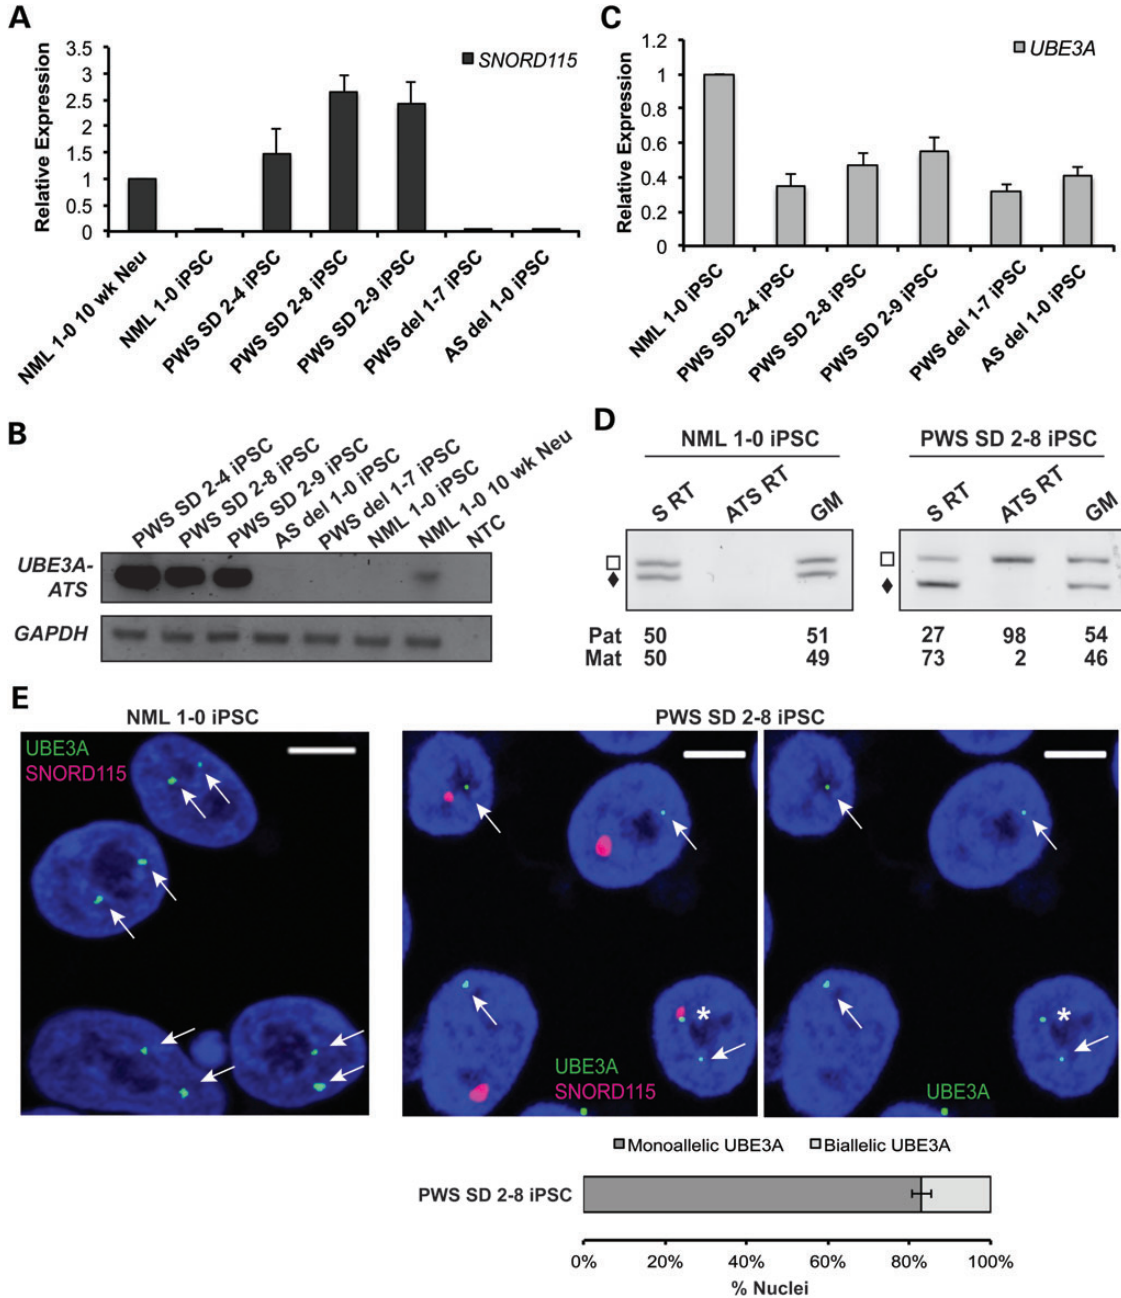 A
SNORD115
Relative Expression
3.5
3
2.5
2
1.5
1
0.5
0
NML 1-0 10 wk Neu
NML 1-0 iPSC
PWS SD 2-4 iPSC
PWS SD 2-8 iPSC
PWS SD 2-9 iPSC
PWS del 1-7 iPSC
AS del 1-0 iPSC
C
UBE3A
Relative Expression
1.2
1
0.8
0.6
0.4
0.2
0
NML 1-0 iPSC
PWS SD 2-4 iPSC
PWS SD 2-8 iPSC
PWS SD 2-9 iPSC
PWS del 1-7 iPSC
AS del 1-0 iPSC
B
PWS SD 2-4 iPSC
PWS SD 2-8 iPSC
PWS SD 2-9 iPSC
AS del 1-0 iPSC
PWS del 1-7 iPSC
NML 1-0 iPSC
NML 1-0 10 wk Neu
NTC
UBE3A-
ATS
GAPDH
D
NML 1-0 iPSC
PWS SD 2-8 iPSC
S RT
ATS RT
GM
S RT
ATS RT
GM
Pat 50 51 27 98 54
Mat 50 49 73 2 46
E
NML 1-0 iPSC
PWS SD 2-8 iPSC
UBE3A
SNORD115
*
*
UBE3A
SNORD115
UBE3A
Monoallelic UBE3A
Biallelic UBE3A
PWS SD 2-8 iPSC
0% 20% 40% 60% 80% 100%
% Nuclei